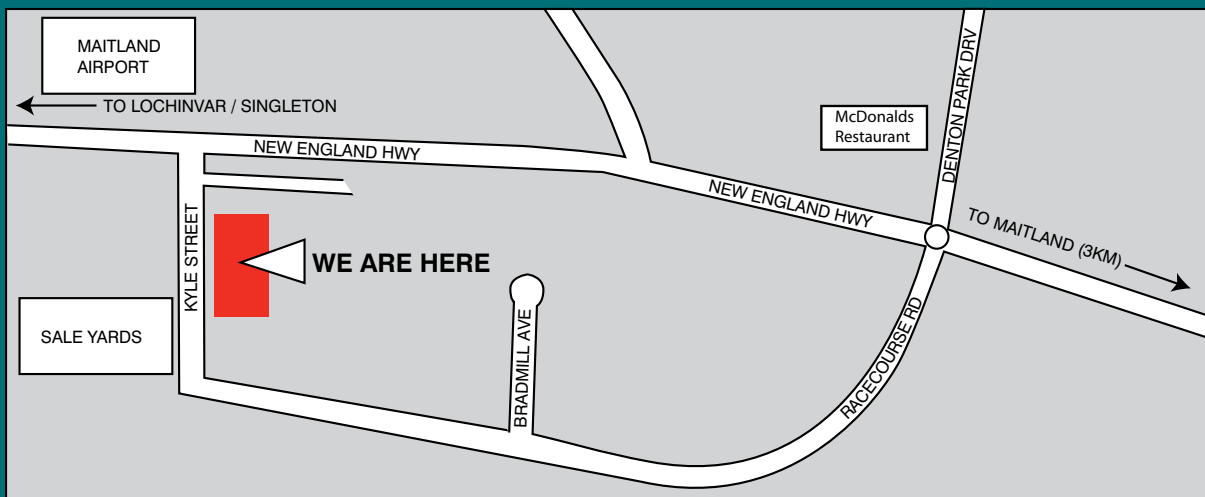 MAITLAND
AIRPORT
TO LOCHINVAR / SINGLETON
NEW ENGLAND HWY
McDonalds
Restaurant
DENTON PARK DRV
NEW ENGLAND HWY
TO MAITLAND (3KM)
KYLE STREET
WE ARE HERE
SALE YARDS
BRADMILL AVE
RACECOURSE RD